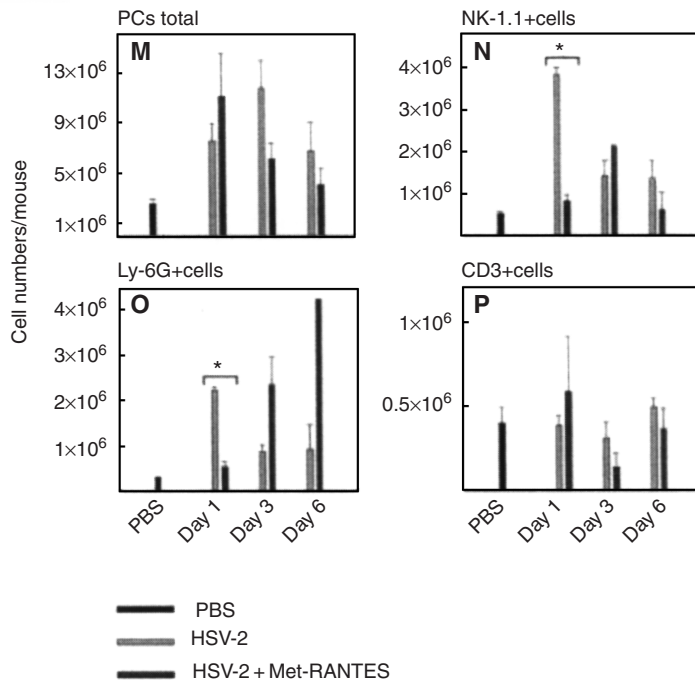 PCs total
M
13×10⁶
9×10⁶
5×10⁶
1×10⁶
NK-1.1+cells
N
*
4×10⁶
3×10⁶
2×10⁶
1×10⁶
Cell numbers/mouse
Ly-6G+cells
O
*
4×10⁶
3×10⁶
2×10⁶
1×10⁶
PBS
Day 1
Day 3
Day 6
CD3+cells
P
1×10⁶
0.5×10⁶
PBS
Day 1
Day 3
Day 6
PBS
HSV-2
HSV-2 + Met-RANTES